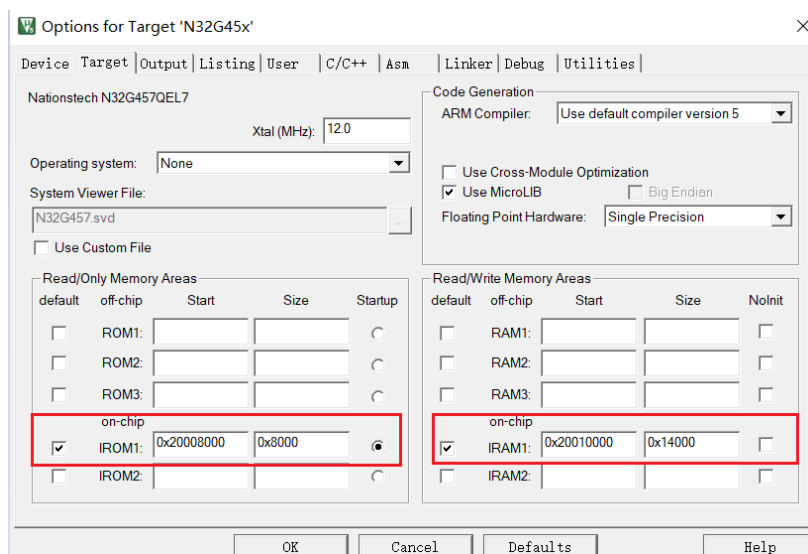 Options for Target 'N32G45x'
Device Target Output Listing User C/C++ Asm Linker Debug Utilities
Nationstech N32G457QEL7
Xtal (MHz): 12.0
Operating system: None
System Viewer File:
N32G457.svd ...
Use Custom File
Code Generation
ARM Compiler: Use default compiler version 5
Use Cross-Module Optimization
Use MicroLIB Big Endian
Floating Point Hardware: Single Precision
Read/Only Memory Areas
default off-chip Start Size Startup
ROM1:
ROM2:
ROM3:
on-chip
IROM1: 0x20008000 0x8000
IROM2:
Read/Write Memory Areas
default off-chip Start Size NoInit
RAM1:
RAM2:
RAM3:
on-chip
IRAM1: 0x20010000 0x14000
IRAM2:
OK Cancel Defaults Help